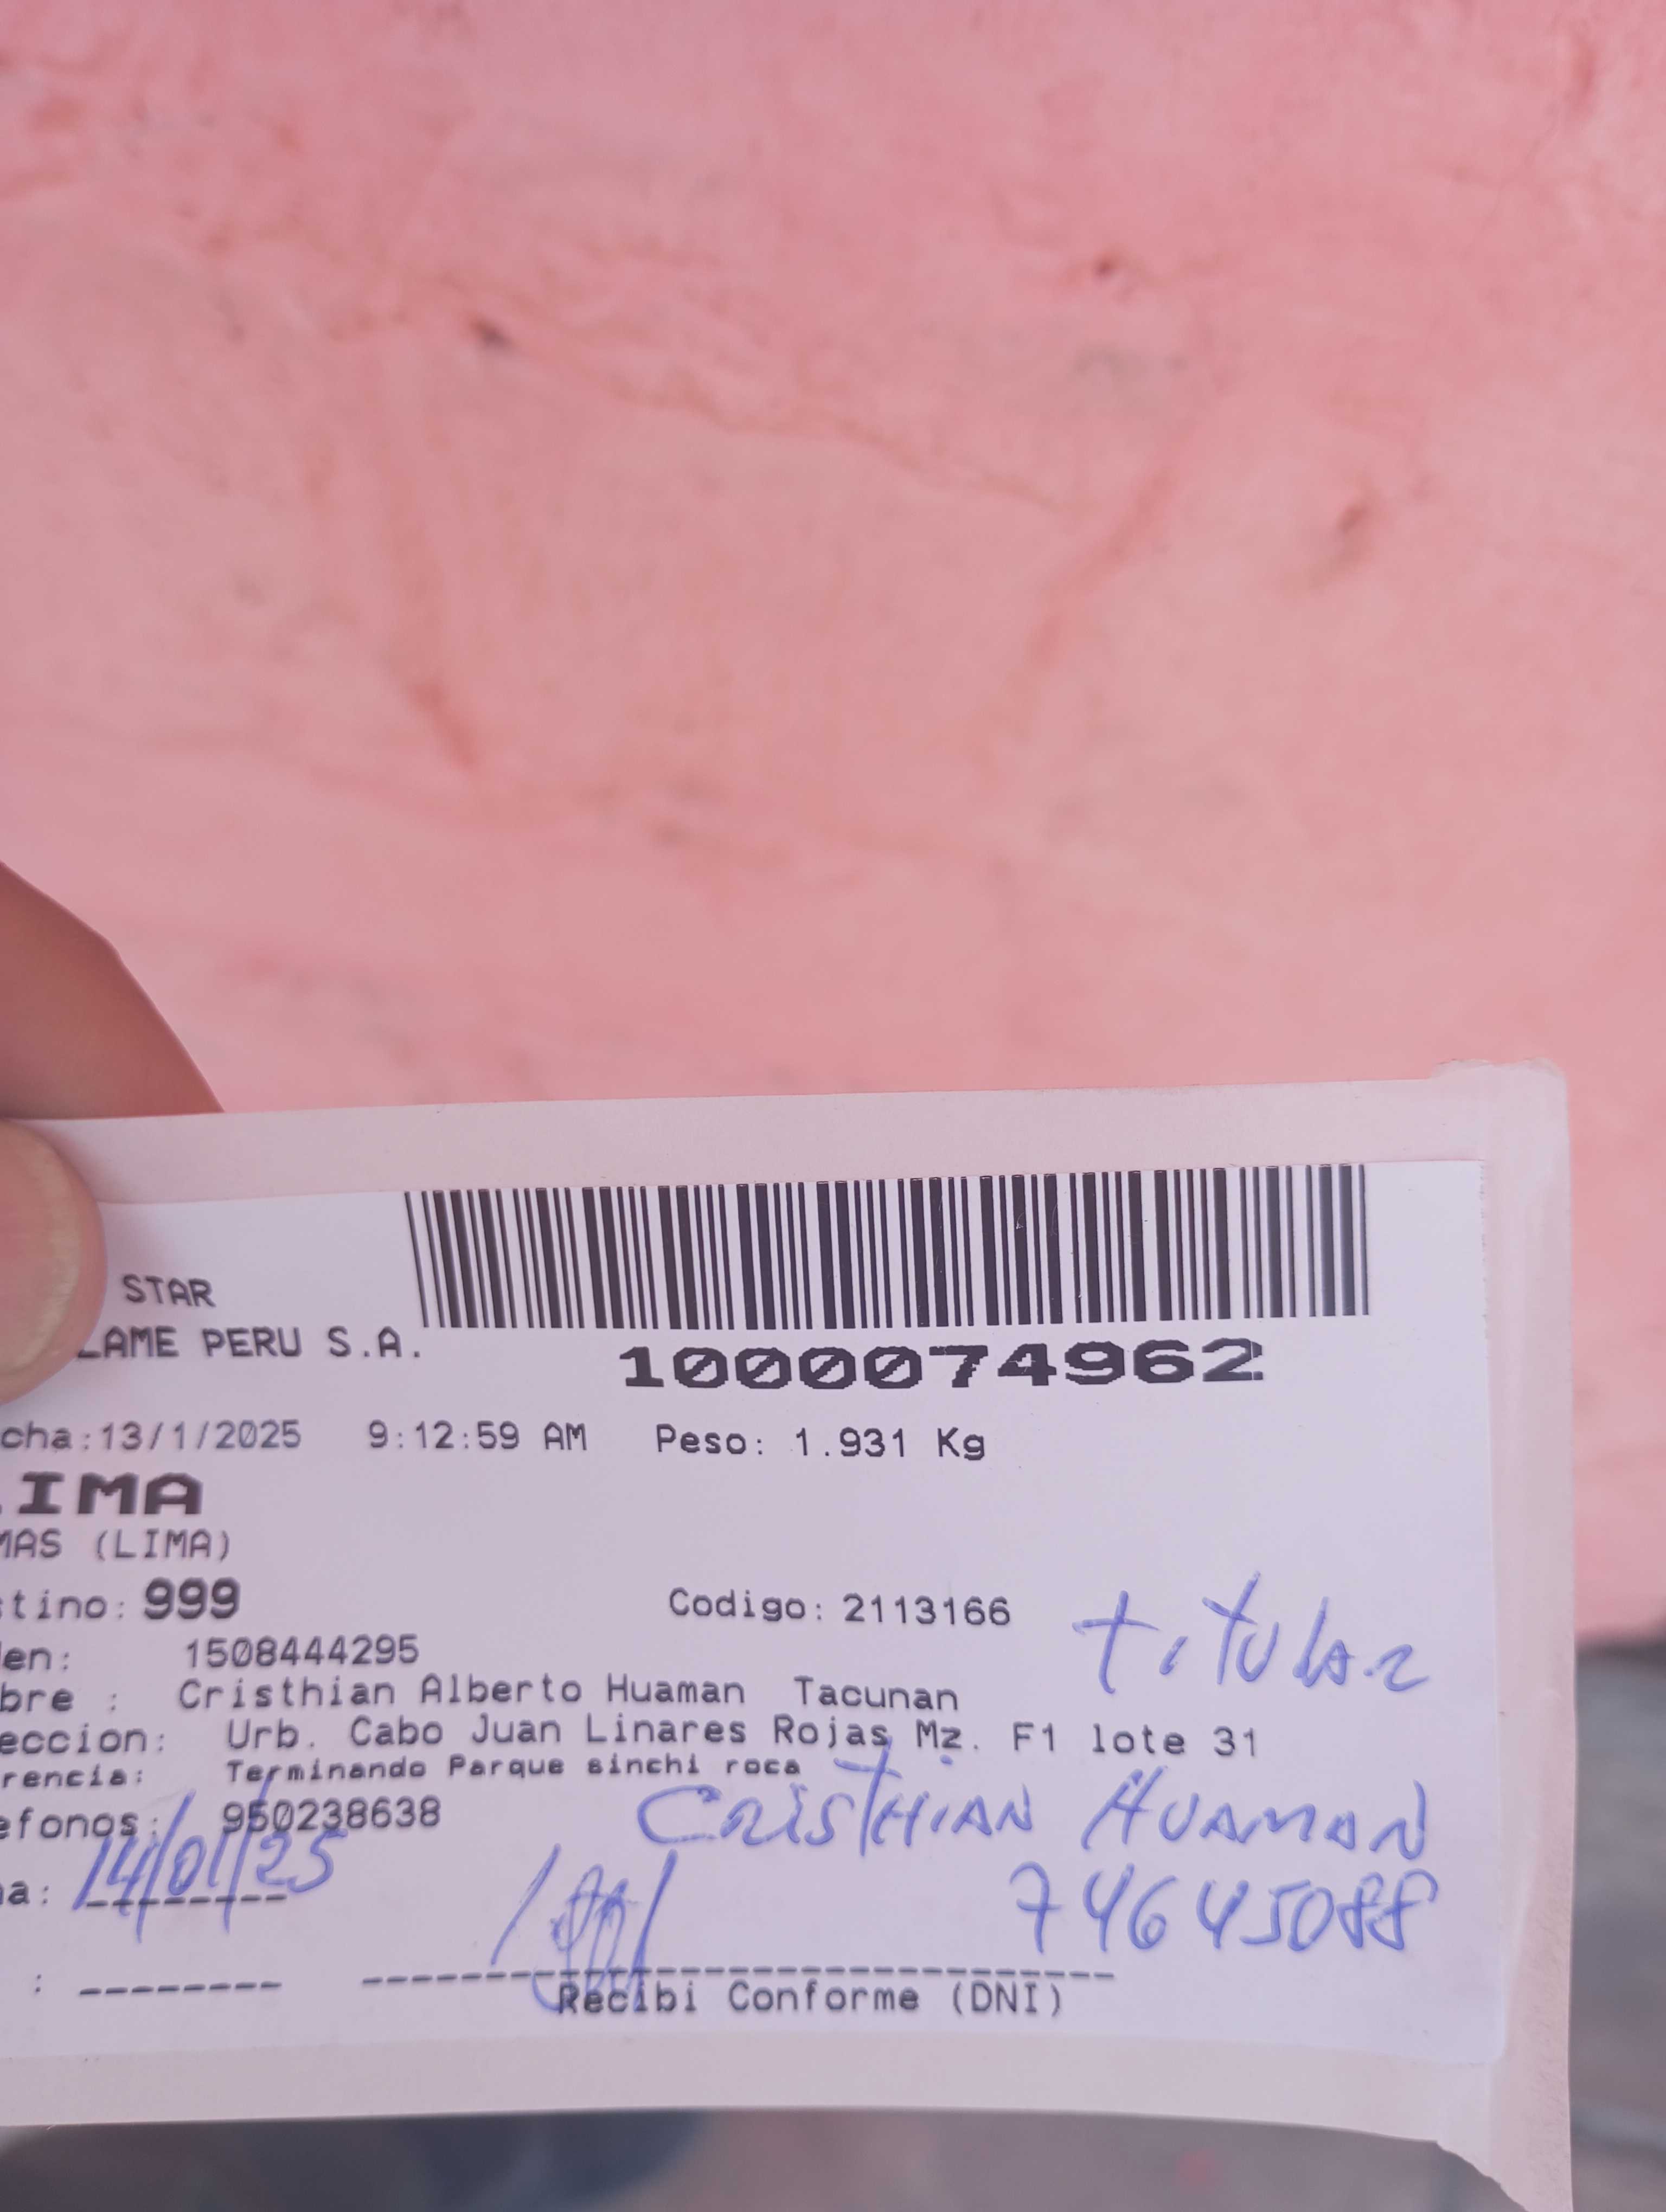 STAR
LAME PERU S.A.
1000074962
cha:13/1/2025 9:12:59 AM Peso: 1.931 Kg
IMA
MAS (LIMA)
tino: 999 Codigo: 2113166
titular
en: 1508444295
bre : Cristhian Alberto Huaman Tacunan
eccion: Urb. Cabo Juan Linares Rojas Mz. F1 lote 31
rencia: Terminando Parque sinchi roca
efonos: 950238638
CRISTHIAN HUAMAN
a: 14/01/25
74645088
: --------
Recibi Conforme (DNI)